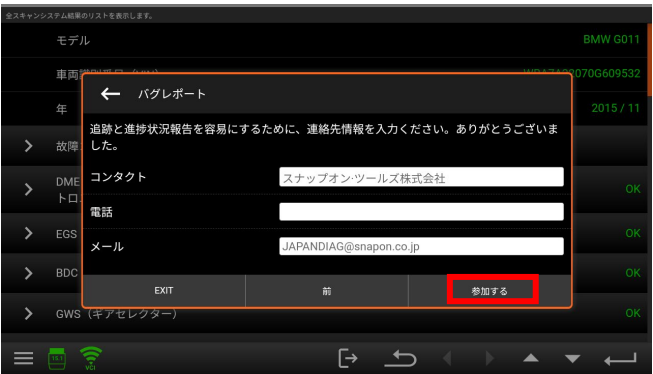 全スキャンシステム結果のリストを表示します。
モデル
BMW G011
車両
070G609532
年
2015 / 11
バグレポート
追跡と進捗状況報告を容易にするために、連絡先情報を入力ください。ありがとうございま
した。
故障
コンタクト
スナップオン・ツールズ株式会社
DME
トロ
OK
電話
EGS
OK
メール
JAPANDIAG@snapon.co.jp
BDC
OK
EXIT
前
参加する
GWS（ギアセレクター）
OK
VCI